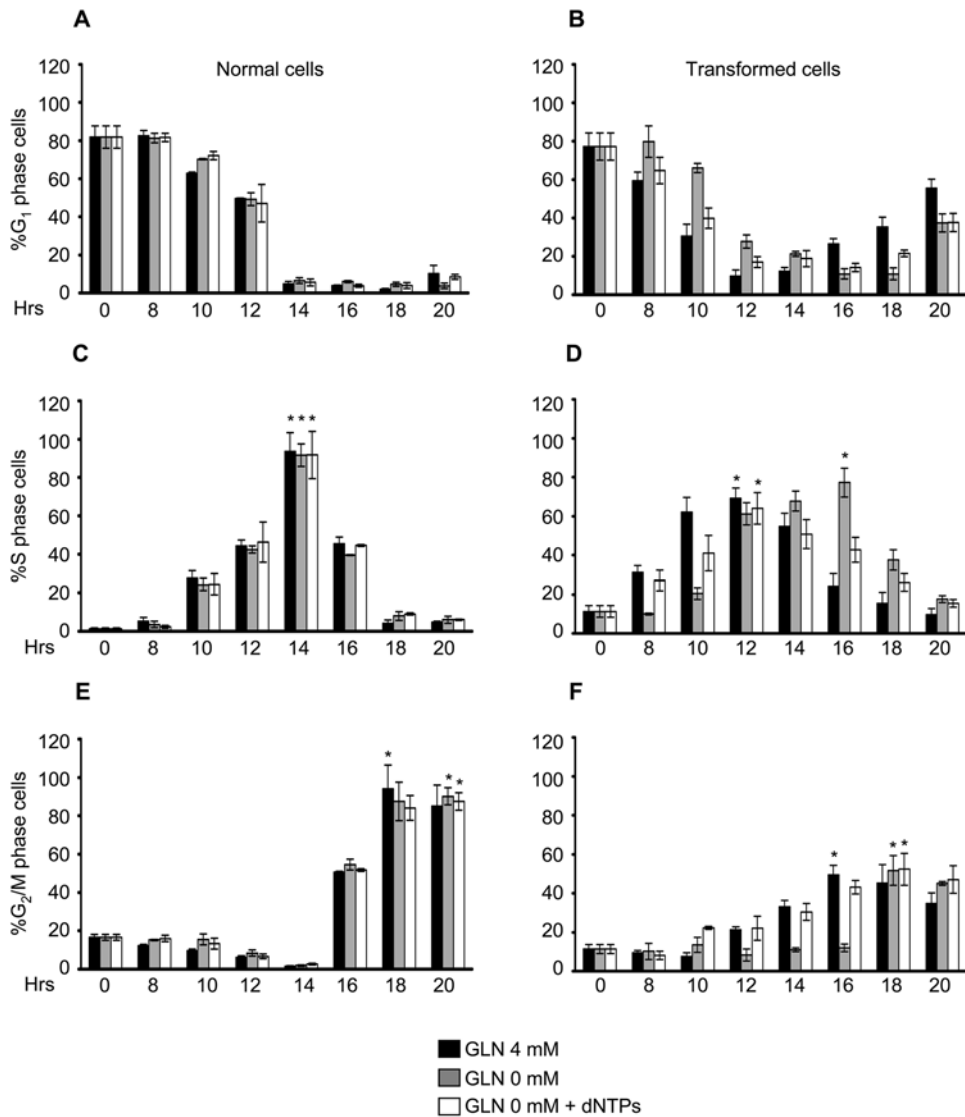 A B
Normal cells Transformed cells
%G1 phase cells
120 120
100 100
80 80
60 60
40 40
20 20
0 0
Hrs 0 8 10 12 14 16 18 20 0 8 10 12 14 16 18 20
C D
%S phase cells
120 120
100 100
80 80
60 60
40 40
20 20
0 0
* * * * * *
Hrs 0 8 10 12 14 16 18 20 0 8 10 12 14 16 18 20
E F
%G2/M phase cells
120 120
100 100
80 80
60 60
40 40
20 20
0 0
* * * * * *
Hrs 0 8 10 12 14 16 18 20 0 8 10 12 14 16 18 20
GLN 4 mM
GLN 0 mM
GLN 0 mM + dNTPs